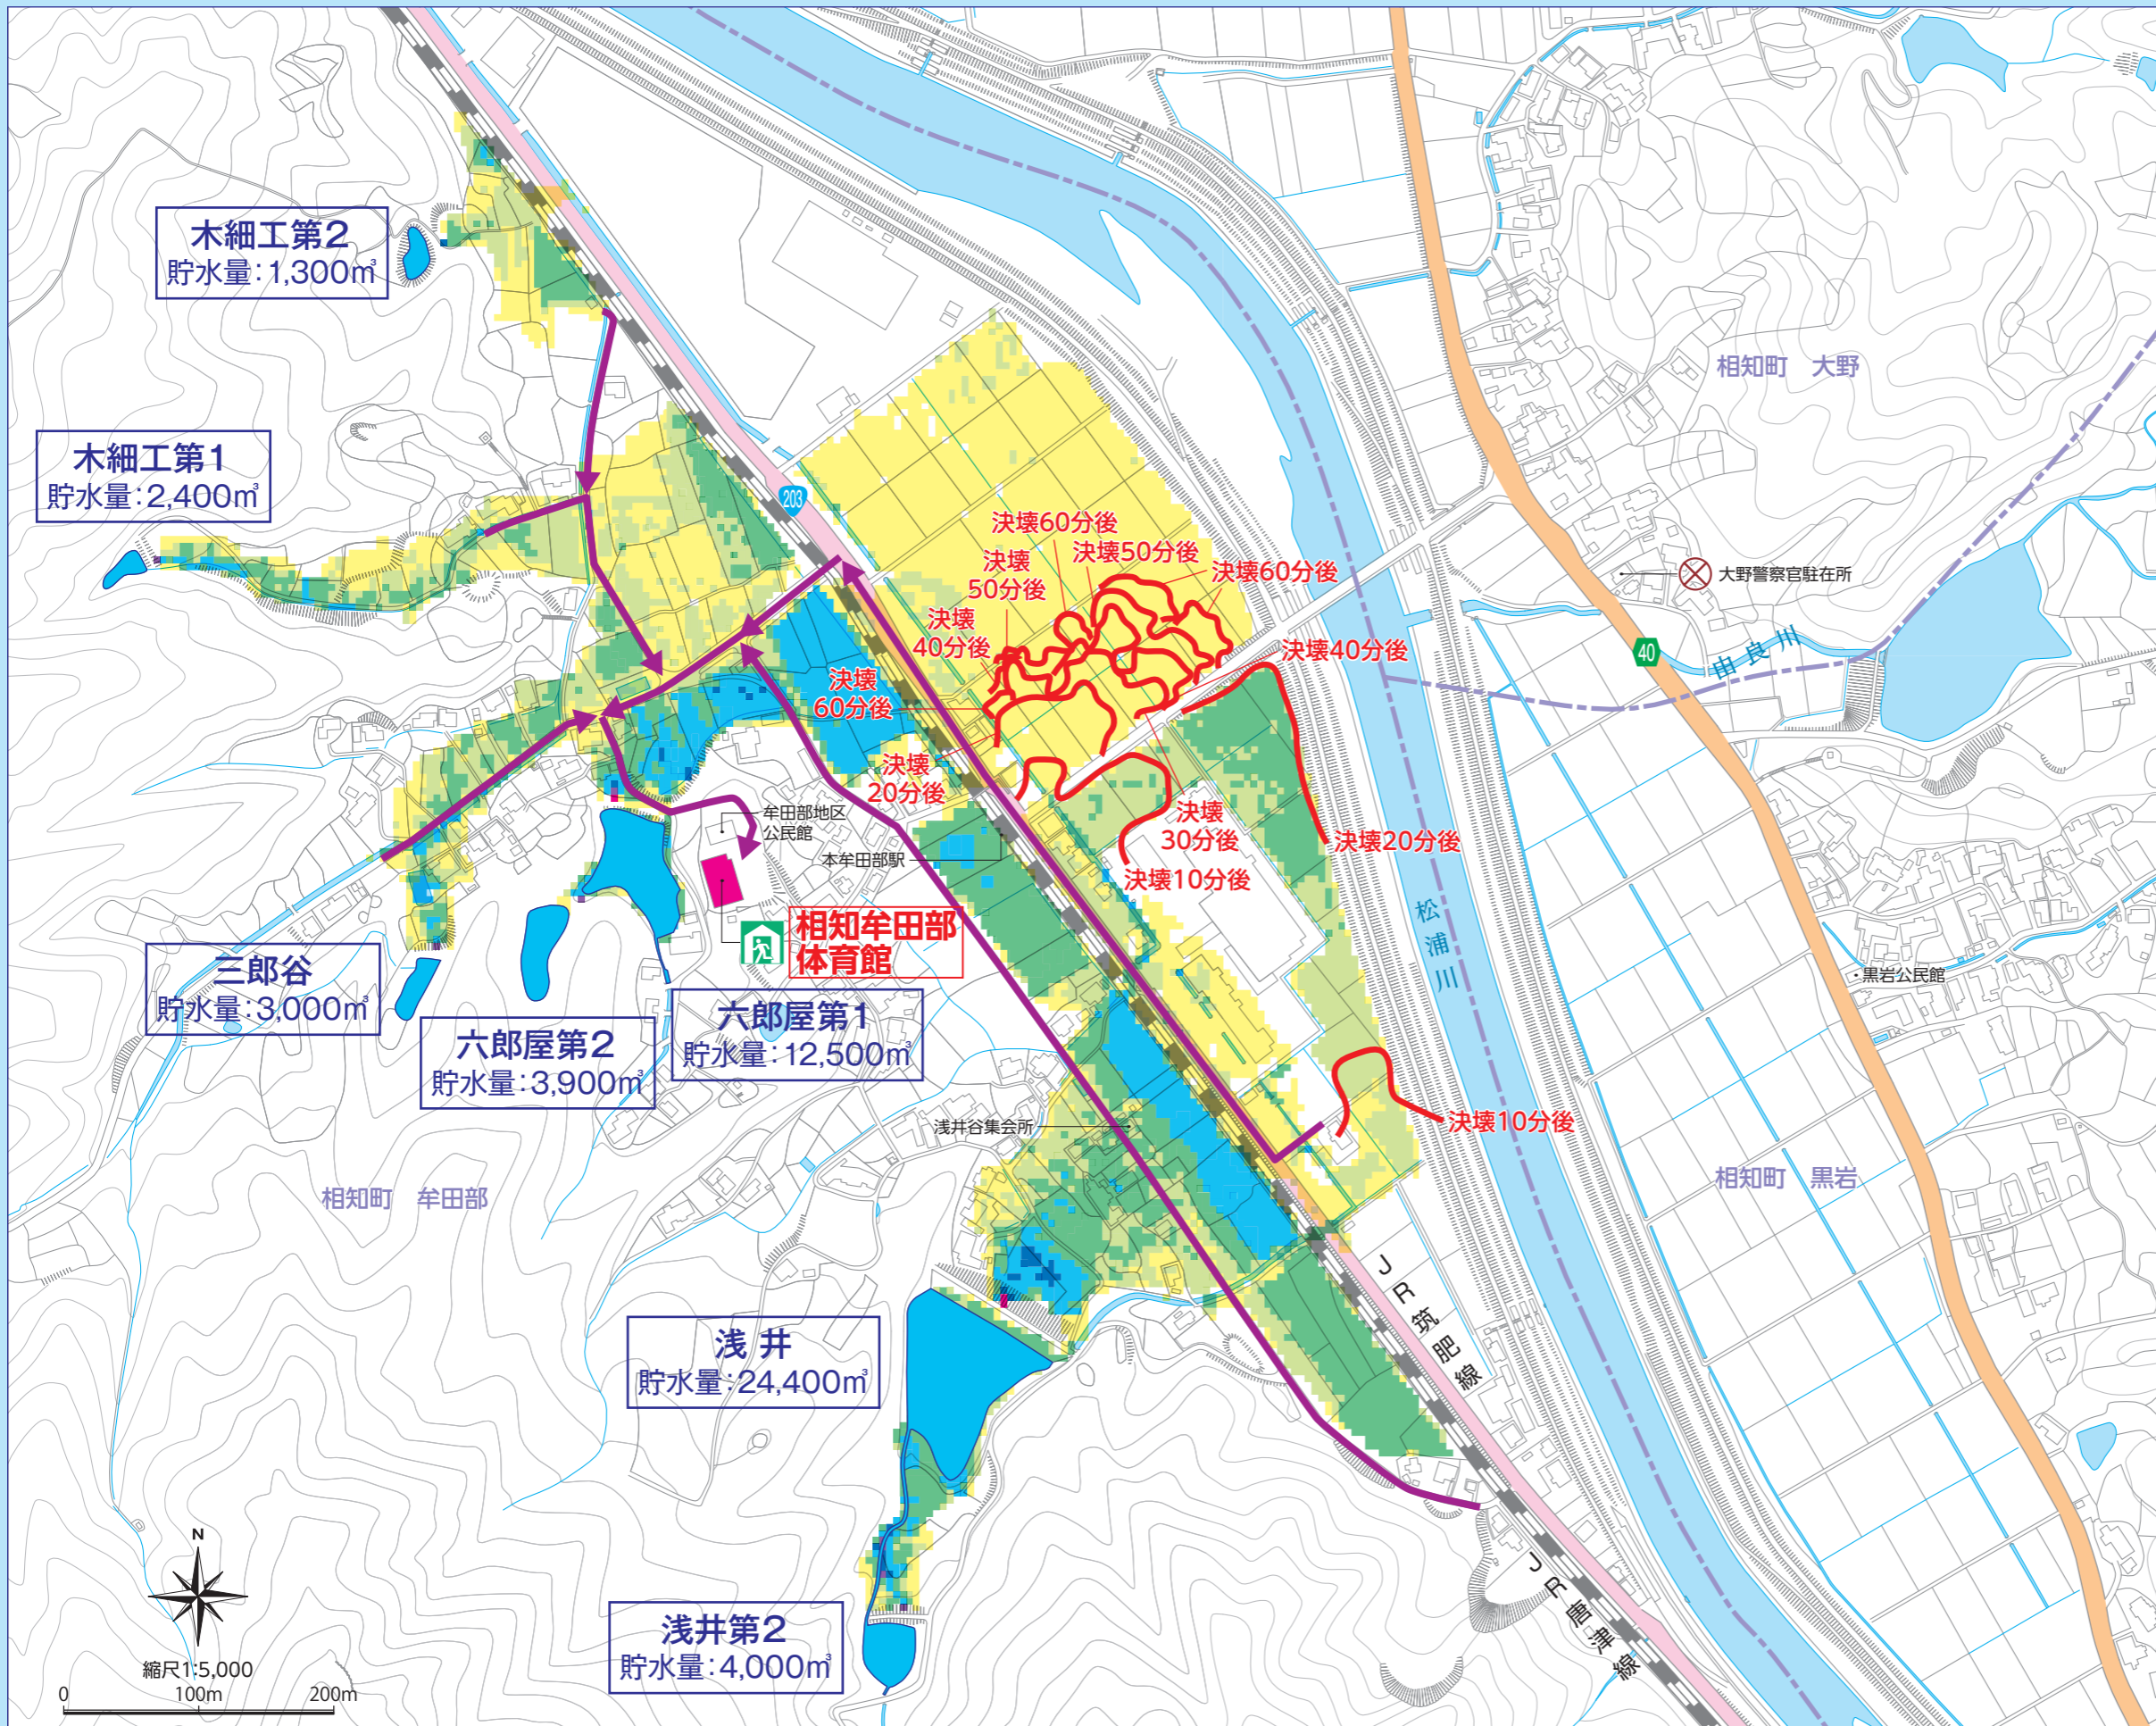 木細工第2
貯水量：1,300㎥
木細工第1
貯水量：2,400㎥
203
相知町　大野
決壊60分後
決壊50分後
決壊
50分後
決壊60分後
大野警察官駐在所
決壊
40分後
決壊40分後
40
由良川
決壊
60分後
決壊
20分後
牟田部地区
公民館
決壊
30分後
決壊20分後
本牟田部駅
決壊10分後
相知牟田部
体育館
松浦川
三郎谷
貯水量：3,000㎥
黒岩公民館
六郎屋第1
貯水量：12,500㎥
六郎屋第2
貯水量：3,900㎥
浅井谷集会所
決壊10分後
相知町　牟田部
相知町　黒岩
JR筑肥線
浅井
貯水量：24,400㎥
N
JR唐津線
浅井第2
貯水量：4,000㎥
縮尺1:5,000
0 100m 200m